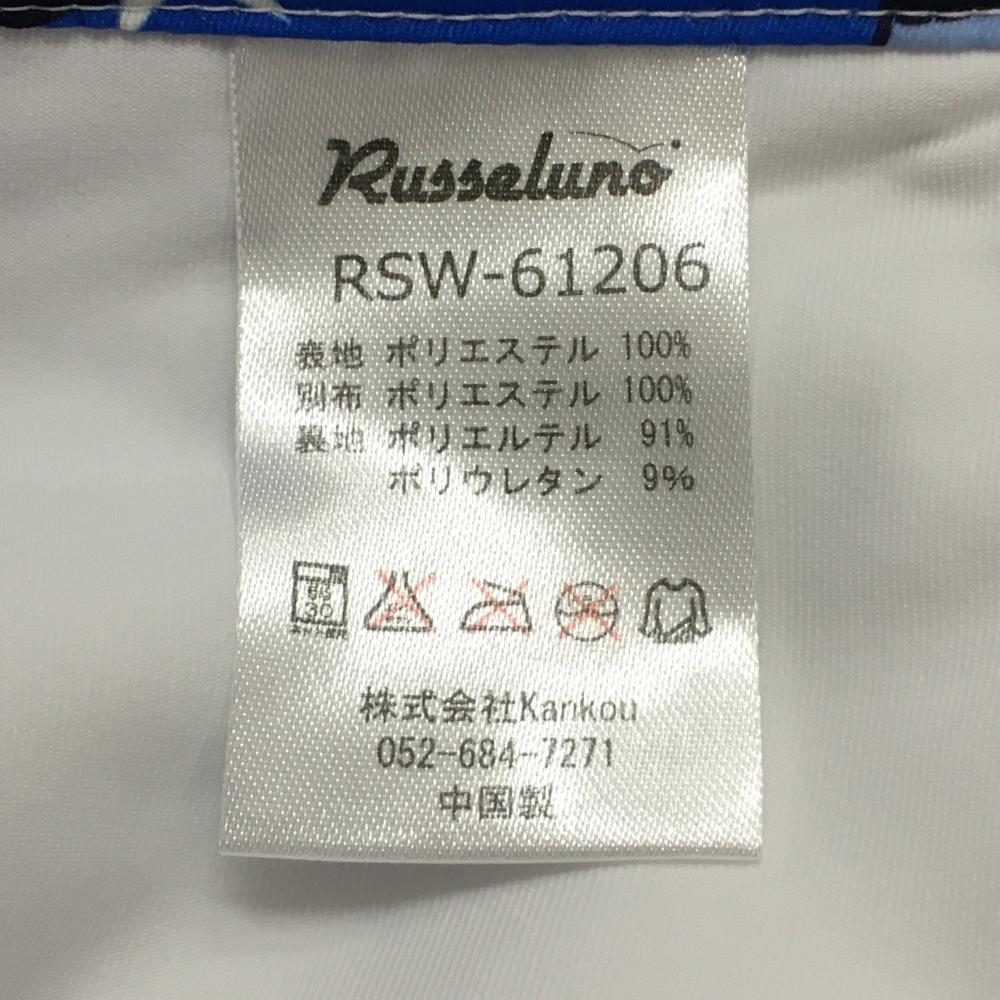 Russeluno
RSW-61206
表地 ポリエステル 100%
別布 ポリエステル 100%
裏地 ポリエルテル 91%
ポリウレタン 9%
30
株式会社Kankou
052-684-7271
中国製